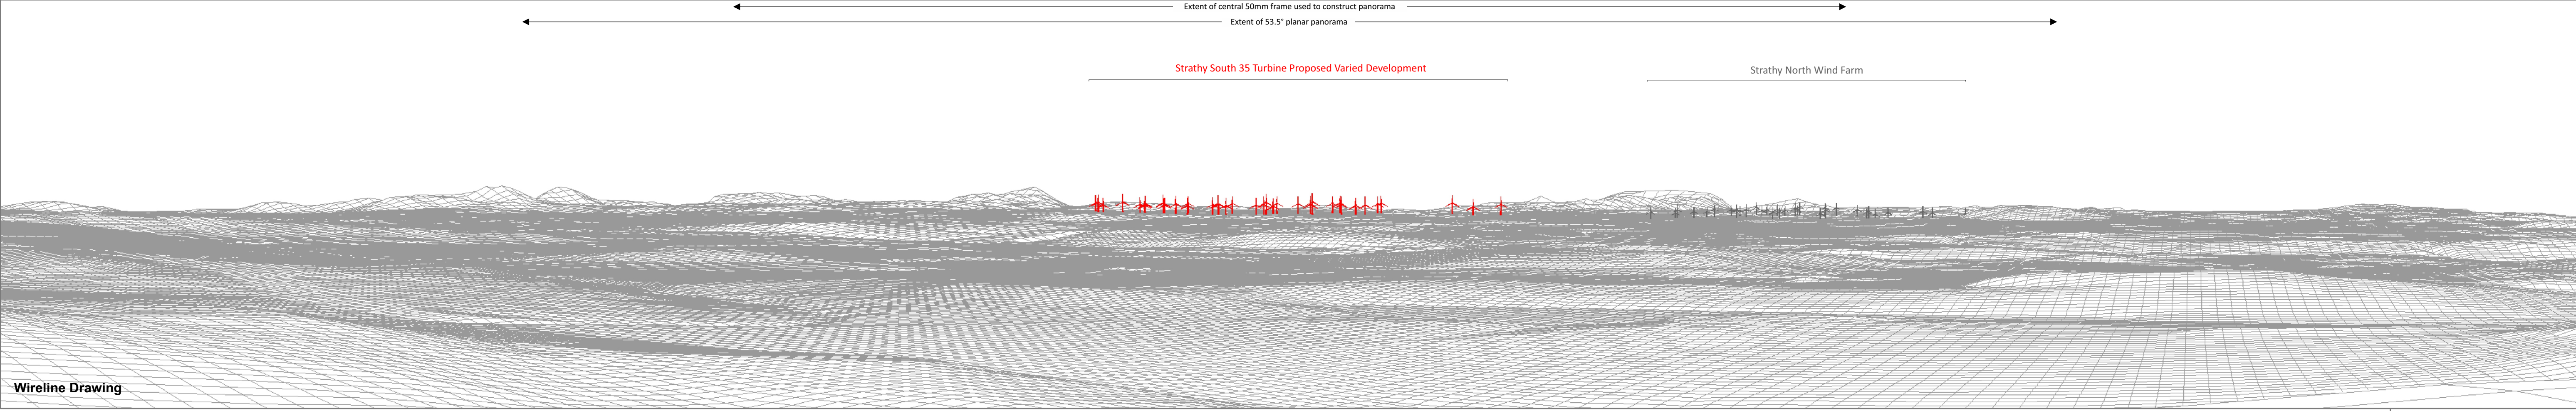 Extent of central 50mm frame used to construct panorama
Extent of 53.5° planar panorama
Strathy South 35 Turbine Proposed Varied Development
Strathy North Wind Farm
Wireline Drawing